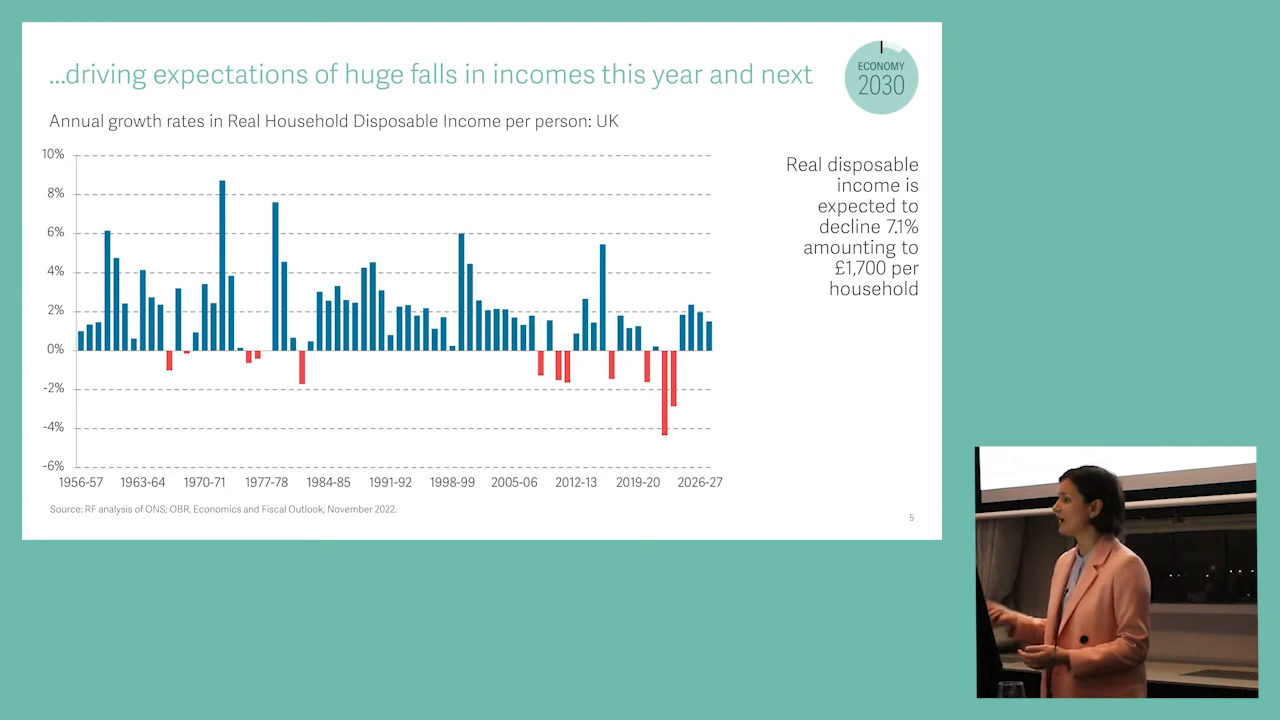 ...driving expectations of huge falls in incomes this year and next
ECONOMY
2030
Annual growth rates in Real Household Disposable Income per person: UK
10%
8%
6%
4%
2%
0%
-2%
-4%
-6%
1956-57 1963-64 1970-71 1977-78 1984-85 1991-92 1998-99 2005-06 2012-13 2019-20 2026-27
Real disposable
income is
expected to
decline 7.1%
amounting to
£1,700 per
household
Source: RF analysis of ONS; OBR, Economics and Fiscal Outlook, November 2022.
5